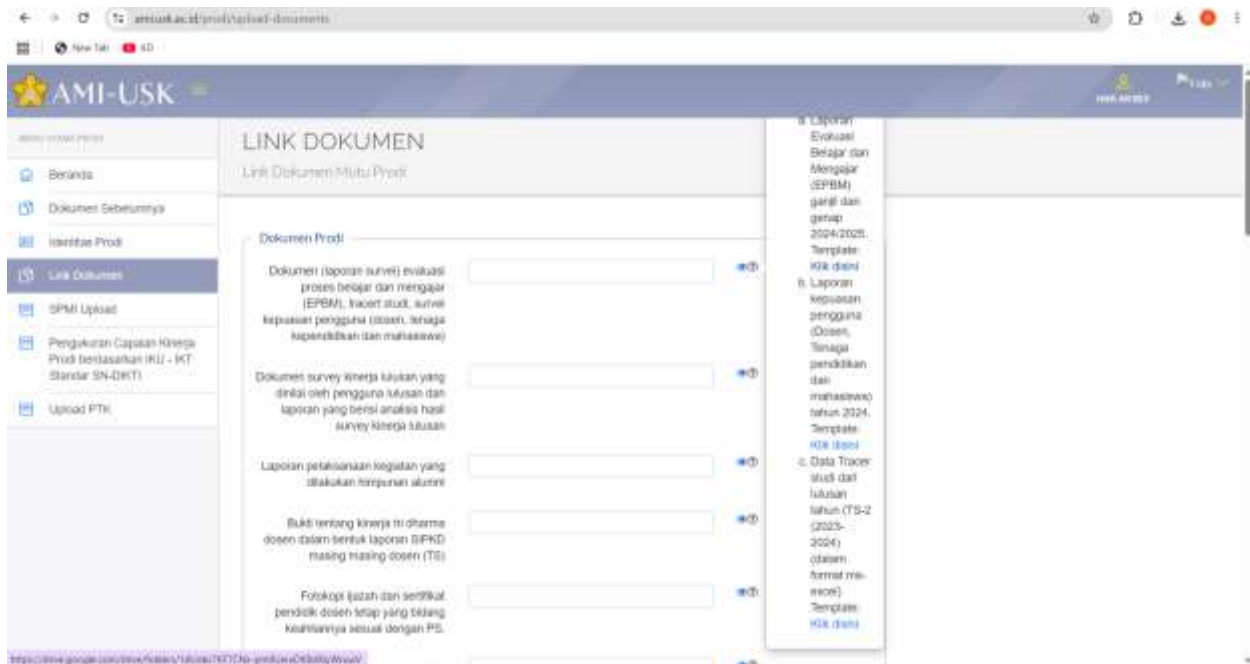 New Tab
AMI-USK
LINK DOKUMEN
Link Dokumen Mutu Prodi
Beranda
Dokumen Sebelumnya
Identitas Prodi
Link Dokumen
SPMI Upload
Pengukuran Capaian Kinerja
Prodi berdasarkan IKU - IKT
Standar SN-DIKTI
Upload PTK
Dokumen Prodi
Dokumen (laporan survei) evaluasi
proses belajar dan mengajar
(EPBM), tracert studi, survei
kepuasan pengguna (dosen, tenaga
kependidikan dan mahasiswa)
Dokumen survey kinerja lulusan yang
dinilai oleh pengguna lulusan dan
laporan yang berisi analisis hasil
survey kinerja lulusan
Laporan pelaksanaan kegiatan yang
dilakukan himpunan alumni
Bukti tentang kinerja tri dharma
dosen dalam bentuk laporan SIPKD
masing masing dosen (TS)
Fotokopi ijazah dan sertifikat
pendidik dosen tetap yang bidang
keahliannya sesuai dengan PS.
a. Laporan
Evaluasi
Belajar dan
Mengajar
(EPBM)
ganjil dan
genap
2024/2025.
Template:
Klik disini
b. Laporan
kepuasan
pengguna
(Dosen,
Tenaga
pendidikan
dan
mahasiswa)
tahun 2024.
Template:
Klik disini
c. Data Tracer
studi dari
lulusan
tahun (TS-2
(2023-
2024)
(dalam
format ms-
excel)
Template:
Klik disini